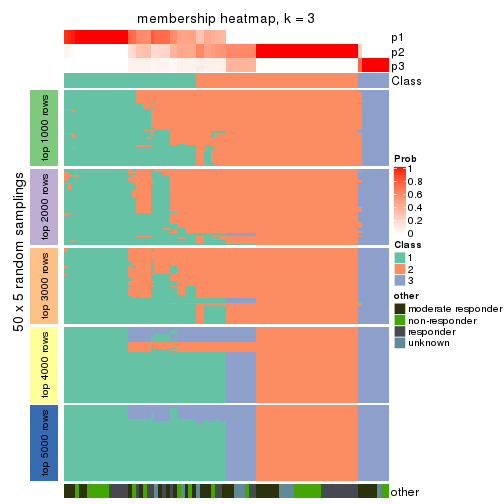 membership heatmap, k = 3
p1
p2
p3
Class
50 x 5 random samplings
top 1000 rows
top 2000 rows
top 3000 rows
top 4000 rows
top 5000 rows
Prob
1
0.8
0.6
0.4
0.2
0
Class
1
2
3
other
moderate responder
non-responder
responder
unknown
other